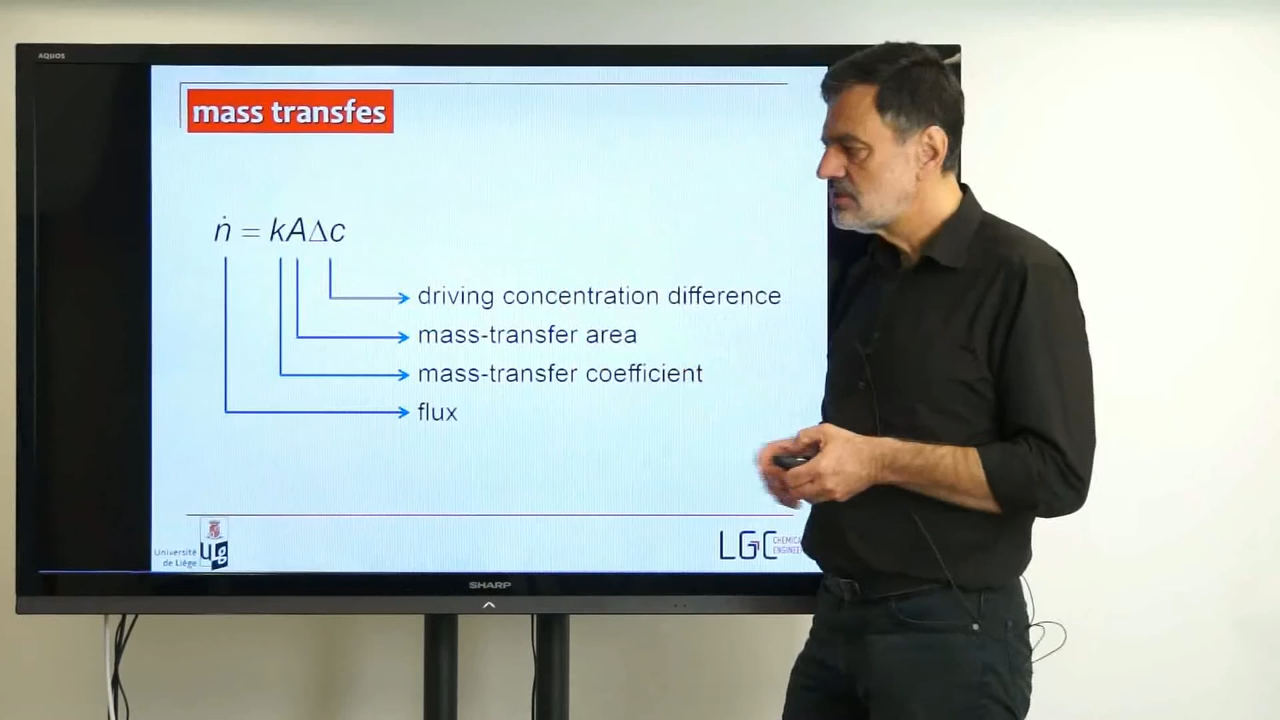 AQUOS
mass transfes
ṅ = kAΔc
driving concentration difference
mass-transfer area
mass-transfer coefficient
flux
Université
de Liège
ULg
LGC
SHARP